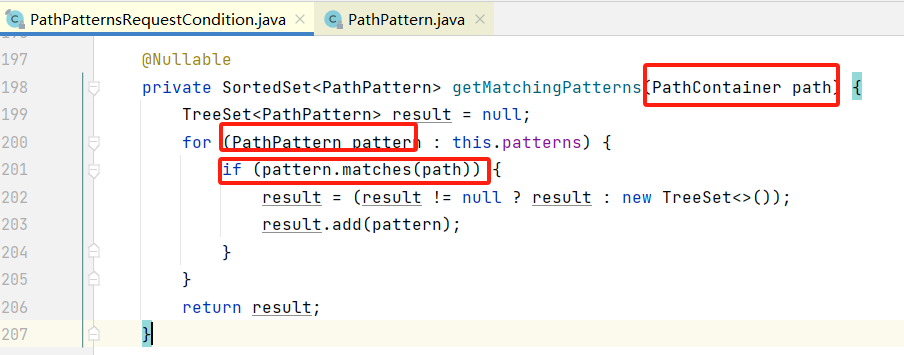 PathPatternsRequestCondition.java × PathPattern.java ×
197 @Nullable
198 private SortedSet<PathPattern> getMatchingPatterns(PathContainer path) {
199 TreeSet<PathPattern> result = null;
200 for (PathPattern pattern : this.patterns) {
201 if (pattern.matches(path)) {
202 result = (result != null ? result : new TreeSet<>());
203 result.add(pattern);
204 }
205 }
206 return result;
207 }